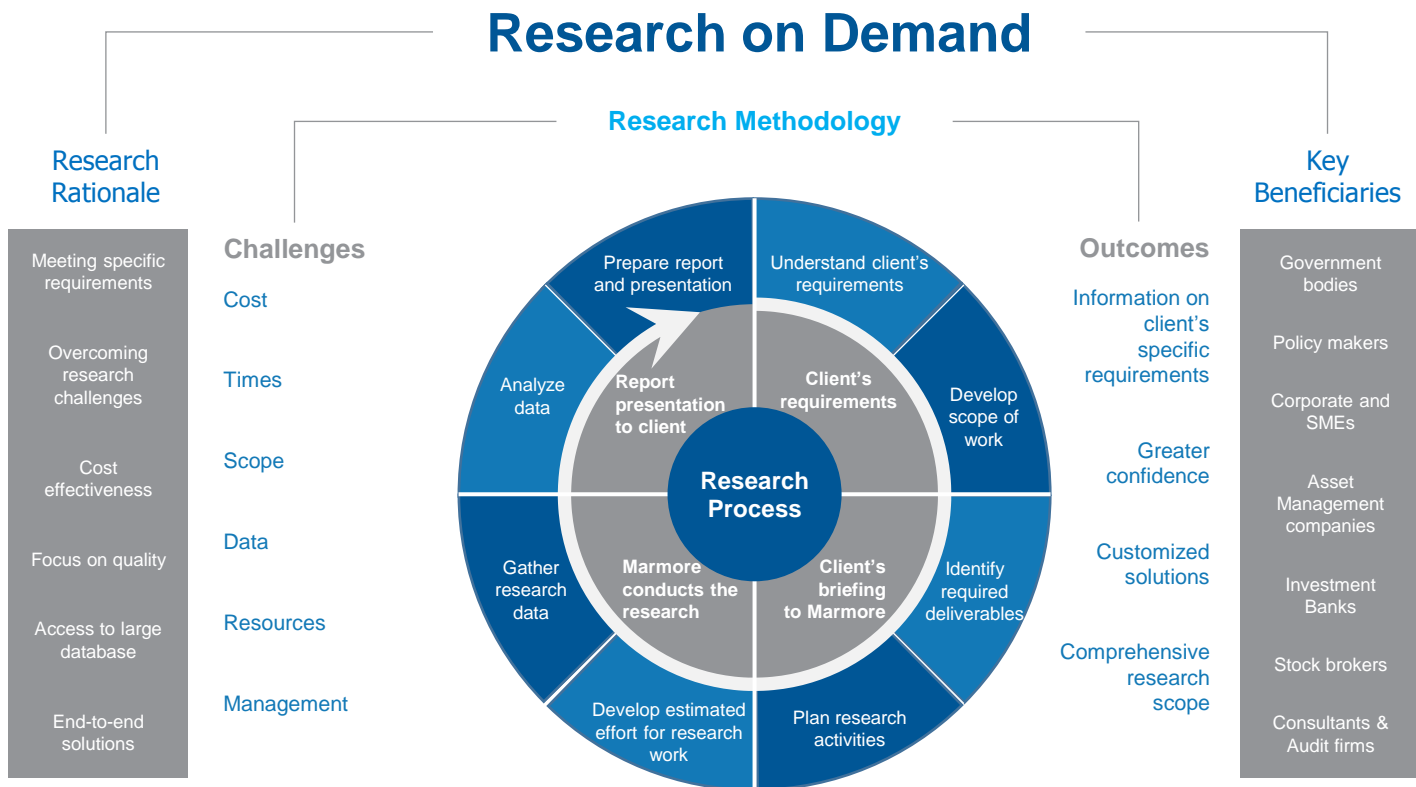 Research on Demand
Research Methodology
Research
Rationale
Meeting specific
requirements
Overcoming
research
challenges
Cost
effectiveness
Focus on quality
Access to large
database
End-to-end
solutions
Challenges
Cost
Times
Scope
Data
Resources
Management
Prepare report
and presentation
Understand client's
requirements
Develop
scope of
work
Identify
required
deliverables
Plan research
activities
Develop estimated
effort for research
work
Gather
research
data
Analyze
data
Report
presentation
to client
Client's
requirements
Client's
briefing
to Marmore
Marmore
conducts the
research
Research
Process
Outcomes
Information on
client's
specific
requirements
Greater
confidence
Customized
solutions
Comprehensive
research
scope
Key
Beneficiaries
Government
bodies
Policy makers
Corporate and
SMEs
Asset
Management
companies
Investment
Banks
Stock brokers
Consultants &
Audit firms